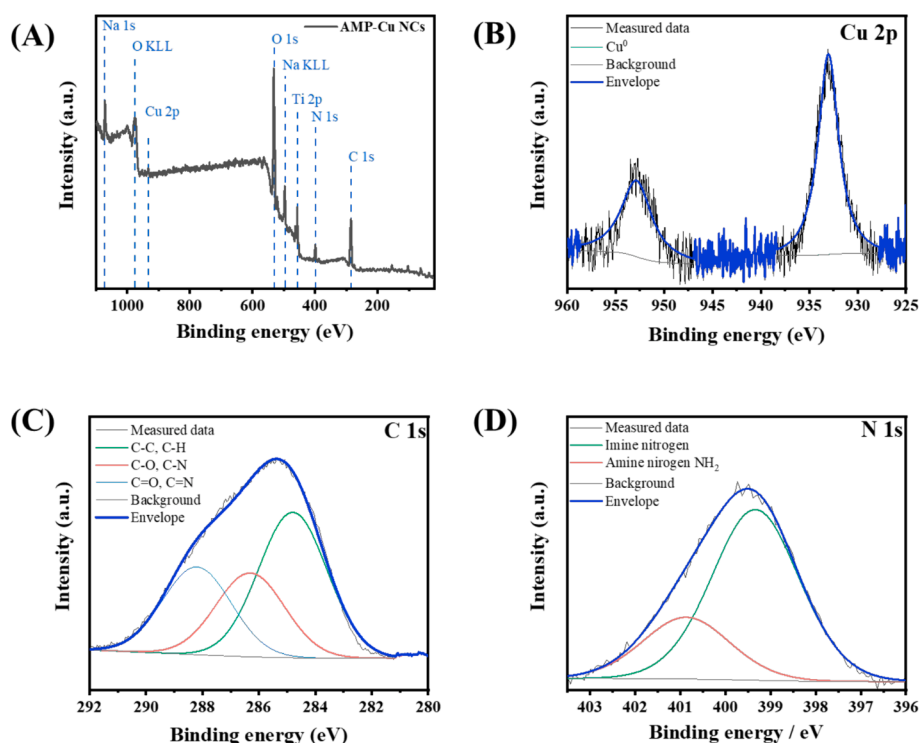 (A)
AMP-Cu NCs
Na 1s
O KLL
Cu 2p
O 1s
Na KLL
Ti 2p
N 1s
C 1s
Intensity (a.u.)
1000 800 600 400 200
Binding energy (eV)
(B)
Cu 2p
Measured data
Cu⁰
Background
Envelope
Intensity (a.u.)
960 955 950 945 940 935 930 925
Binding energy (eV)
(C)
C 1s
Measured data
C-C, C-H
C-O, C-N
C=O, C=N
Background
Envelope
Intensity (a.u.)
292 290 288 286 284 282 280
Binding energy (eV)
(D)
N 1s
Measured data
Imine nitrogen
Amine nirogen NH₂
Background
Envelope
Intensity (a.u.)
403 402 401 400 399 398 397 396
Binding energy / eV